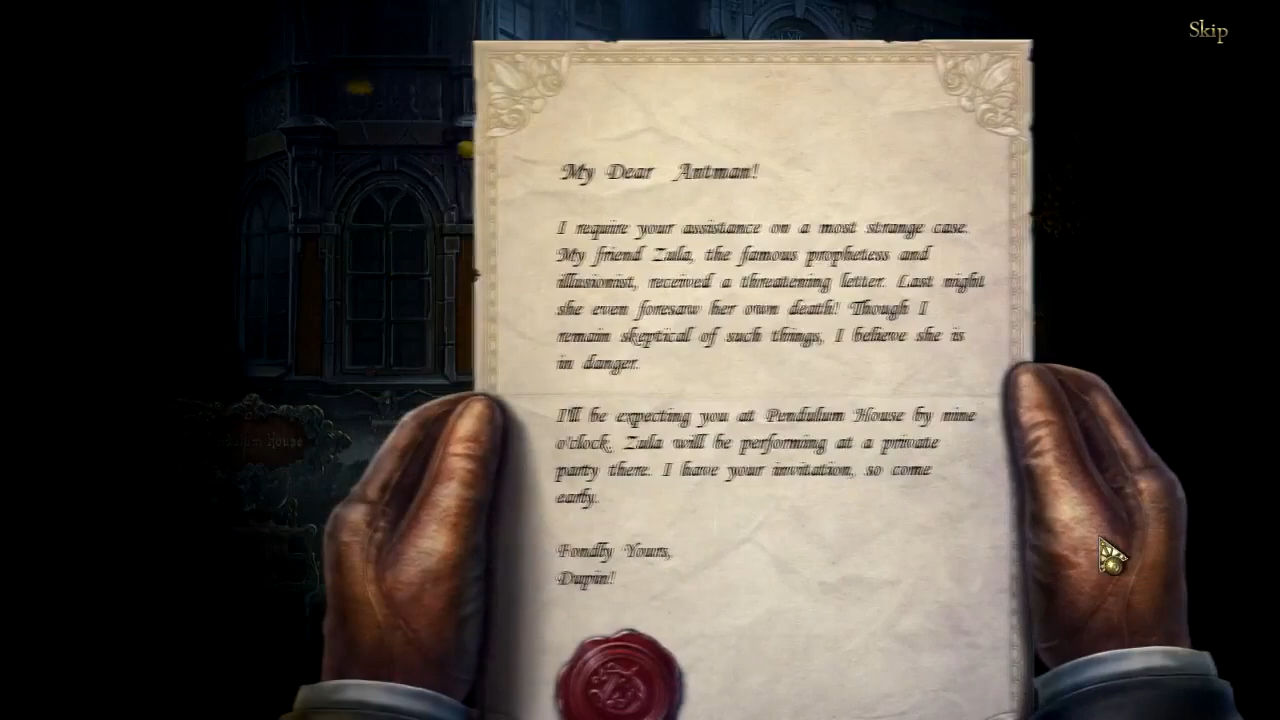 Skip
My Dear Antman!
I require your assistance on a most strange case.
My friend Zula, the famous prophetess and
illusionist, received a threatening letter. Last night
she even foresaw her own death! Though I
remain skeptical of such things, I believe she is
in danger.
I'll be expecting you at Pendulum House by nine
o'clock. Zula will be performing at a private
party there. I have your invitation, so come
early.
Fondly Yours,
Dupin!
House